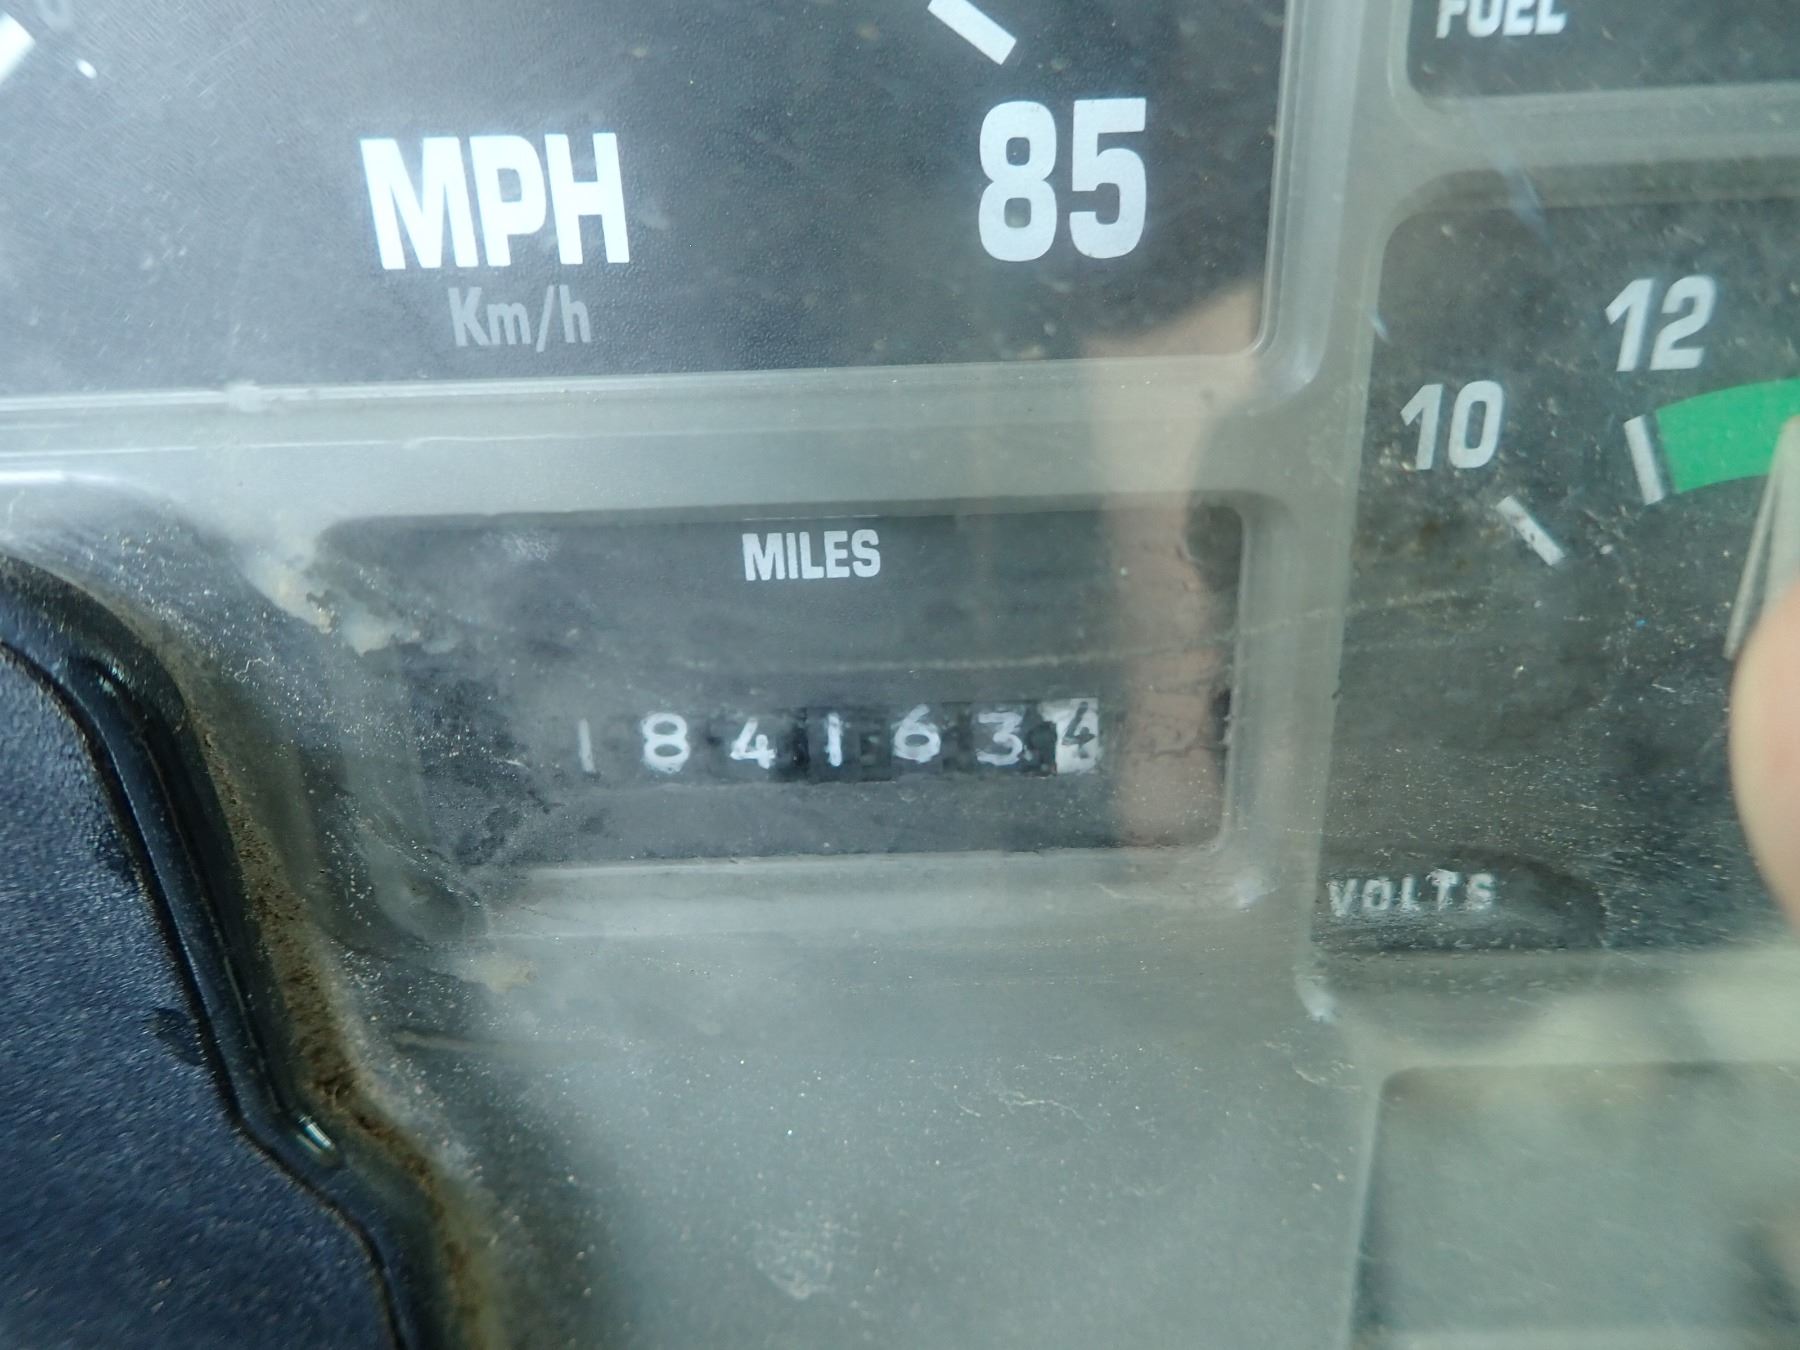 FUEL
MPH
85
Km/h
12
10
MILES
1841634
VOLTS